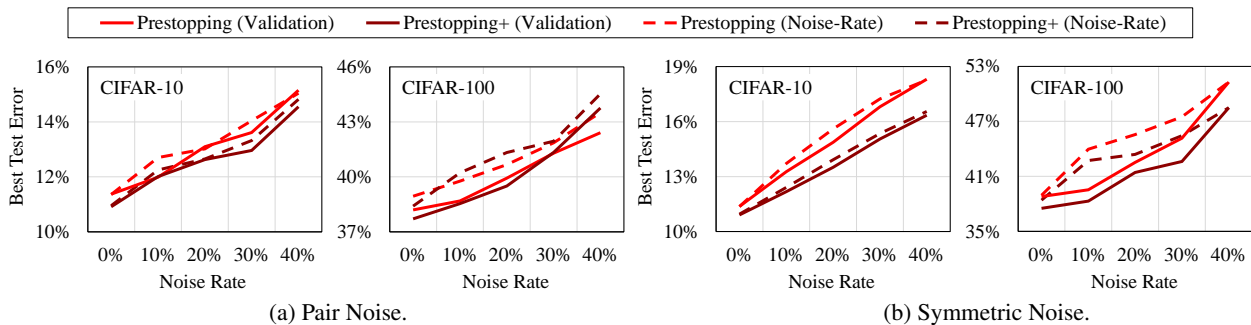 Prestopping (Validation) Prestopping+ (Validation) Prestopping (Noise-Rate) Prestopping+ (Noise-Rate)
Best Test Error
16%
14%
12%
10%
CIFAR-10
0% 10% 20% 30% 40%
Noise Rate
46%
43%
40%
37%
CIFAR-100
0% 10% 20% 30% 40%
Noise Rate
(a) Pair Noise.
Best Test Error
19%
17%
15%
13%
11%
10%
CIFAR-10
0% 10% 20% 30% 40%
Noise Rate
53%
47%
41%
35%
CIFAR-100
0% 10% 20% 30% 40%
Noise Rate
(b) Symmetric Noise.